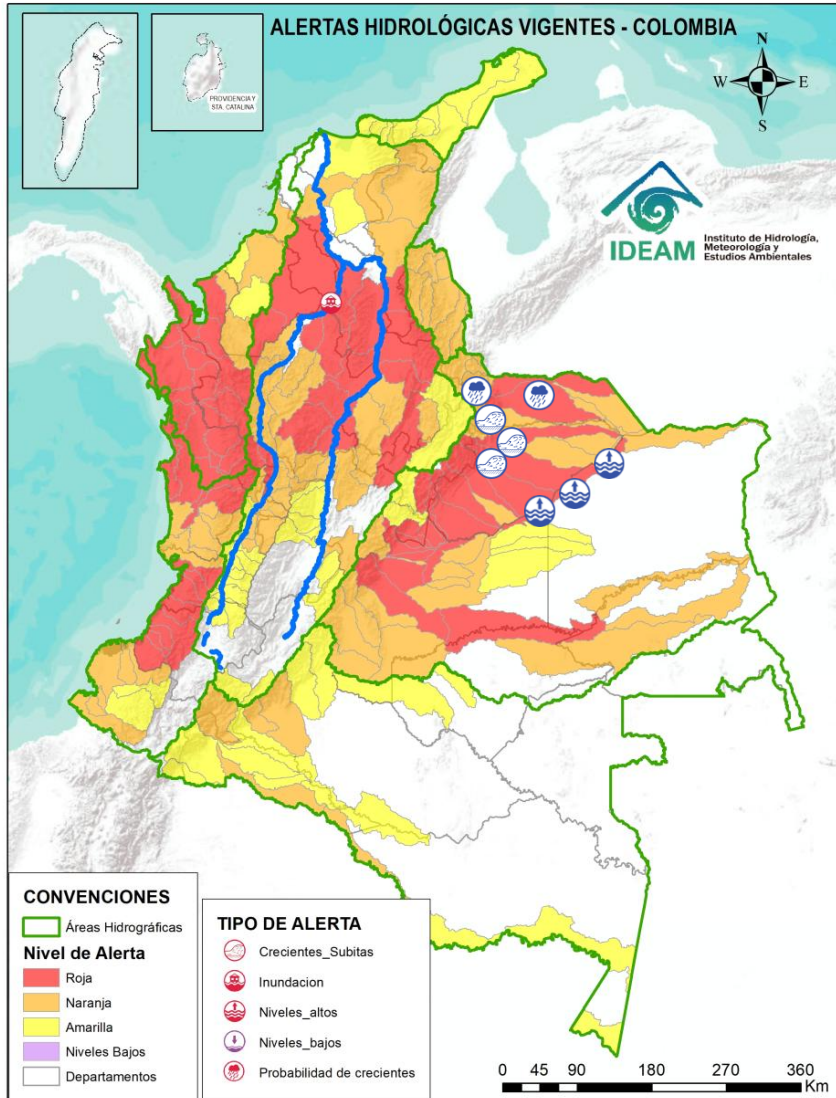 ALERTAS HIDROLÓGICAS VIGENTES - COLOMBIA
PROVIDENCIA Y
STA. CATALINA
N
W
E
S
IDEAM
Instituto de Hidrología,
Meteorología y
Estudios Ambientales
CONVENCIONES
Áreas Hidrográficas
Nivel de Alerta
Roja
Naranja
Amarilla
Niveles Bajos
Departamentos
TIPO DE ALERTA
Crecientes_Subitas
Inundacion
Niveles_altos
Niveles_bajos
Probabilidad de crecientes
0 45 90 180 270 360
Km